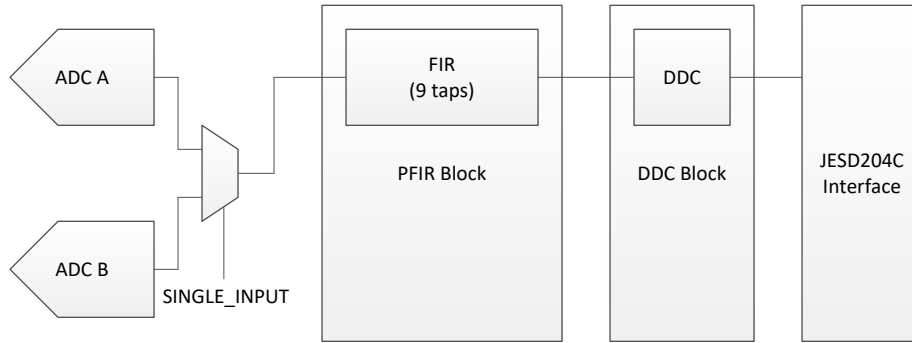 ADC A
ADC B
SINGLE_INPUT
FIR
(9 taps)
PFIR Block
DDC
DDC Block
JESD204C
Interface